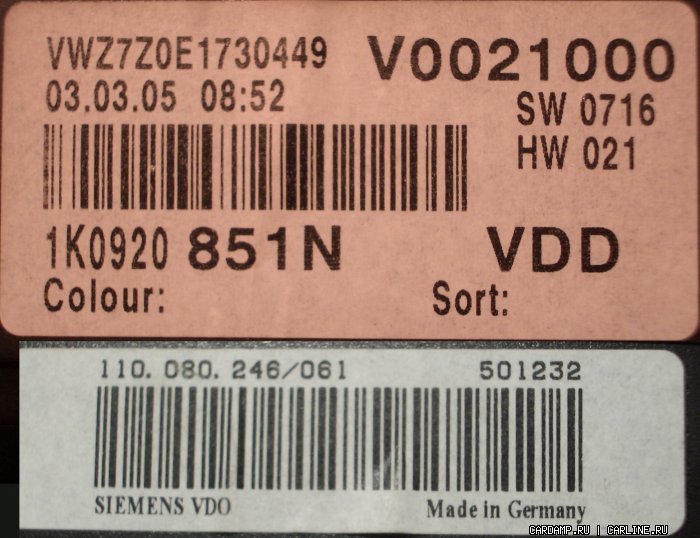 VWZ7Z0E1730449 V0021000
03.03.05 08:52 SW 0716
HW 021
1K0920 851N VDD
Colour: Sort:
110.080.246/061 501232
SIEMENS VDO Made in Germany
CARDAMP.RU | CARLINE.RU